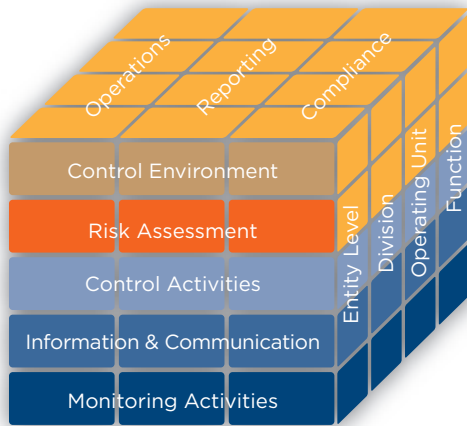 Operations
Reporting
Compliance
Control Environment
Risk Assessment
Control Activities
Information & Communication
Monitoring Activities
Entity Level
Division
Operating Unit
Function